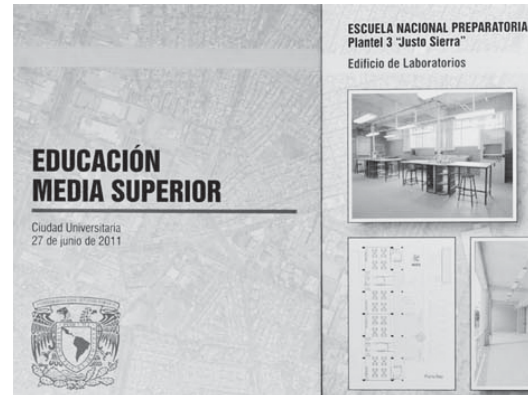 EDUCACIÓN
MEDIA SUPERIOR
Ciudad Universitaria
27 de junio de 2011
ESCUELA NACIONAL PREPARATORIA
Plantel 3 "Justo Sierra"
Edificio de Laboratorios